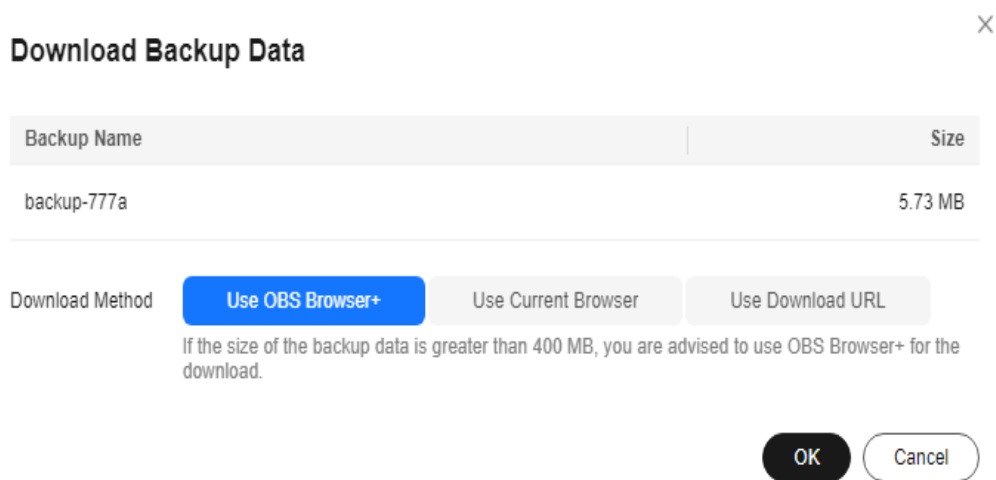 Download Backup Data
Backup Name Size
backup-777a 5.73 MB
Download Method Use OBS Browser+ Use Current Browser Use Download URL
If the size of the backup data is greater than 400 MB, you are advised to use OBS Browser+ for the
download.
OK Cancel